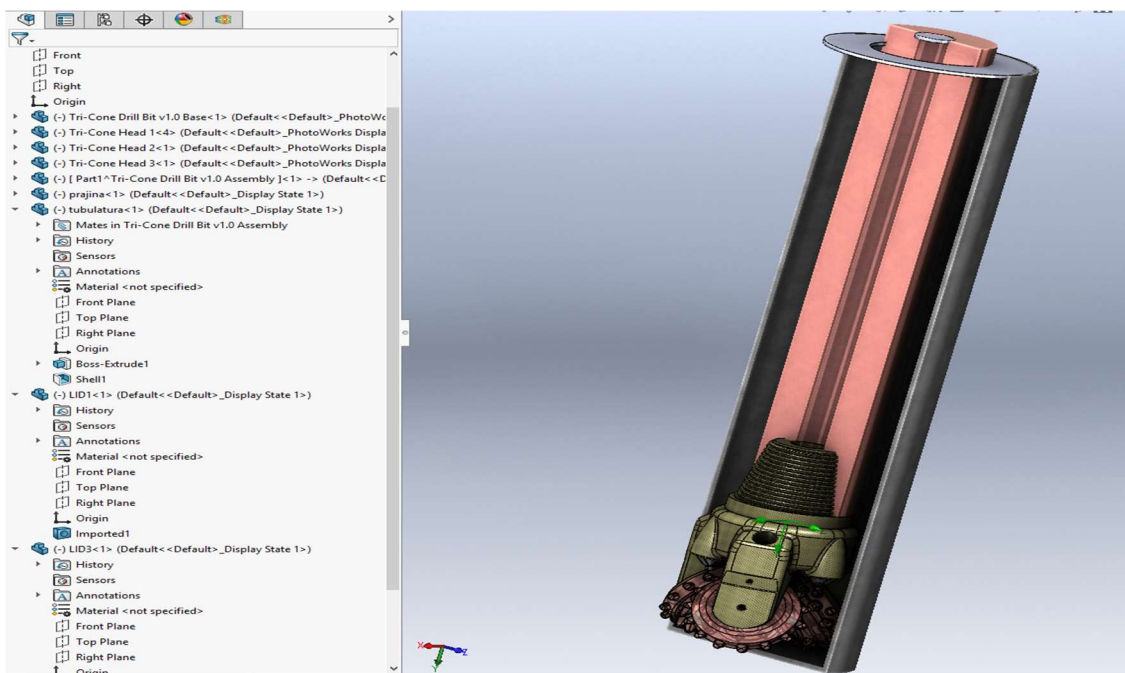 Front
Top
Right
Origin
(-) Tri-Cone Drill Bit v1.0 Base<1> (Default<<Default>_PhotoWc
(-) Tri-Cone Head 1<4> (Default<<Default>_PhotoWorks Displa
(-) Tri-Cone Head 2<1> (Default<<Default>_PhotoWorks Displa
(-) Tri-Cone Head 3<1> (Default<<Default>_PhotoWorks Displa
(-) [ Part1^Tri-Cone Drill Bit v1.0 Assembly ]<1> -> (Default<<D
(-) prajina<1> (Default<<Default>_Display State 1>)
(-) tubulatura<1> (Default<<Default>_Display State 1>)
Mates in Tri-Cone Drill Bit v1.0 Assembly
History
Sensors
Annotations
Material <not specified>
Front Plane
Top Plane
Right Plane
Origin
Boss-Extrude1
Shell1
(-) LID1<1> (Default<<Default>_Display State 1>)
History
Sensors
Annotations
Material <not specified>
Front Plane
Top Plane
Right Plane
Origin
Imported1
(-) LID3<1> (Default<<Default>_Display State 1>)
History
Sensors
Annotations
Material <not specified>
Front Plane
Top Plane
Right Plane
Origin
X
Z
Y